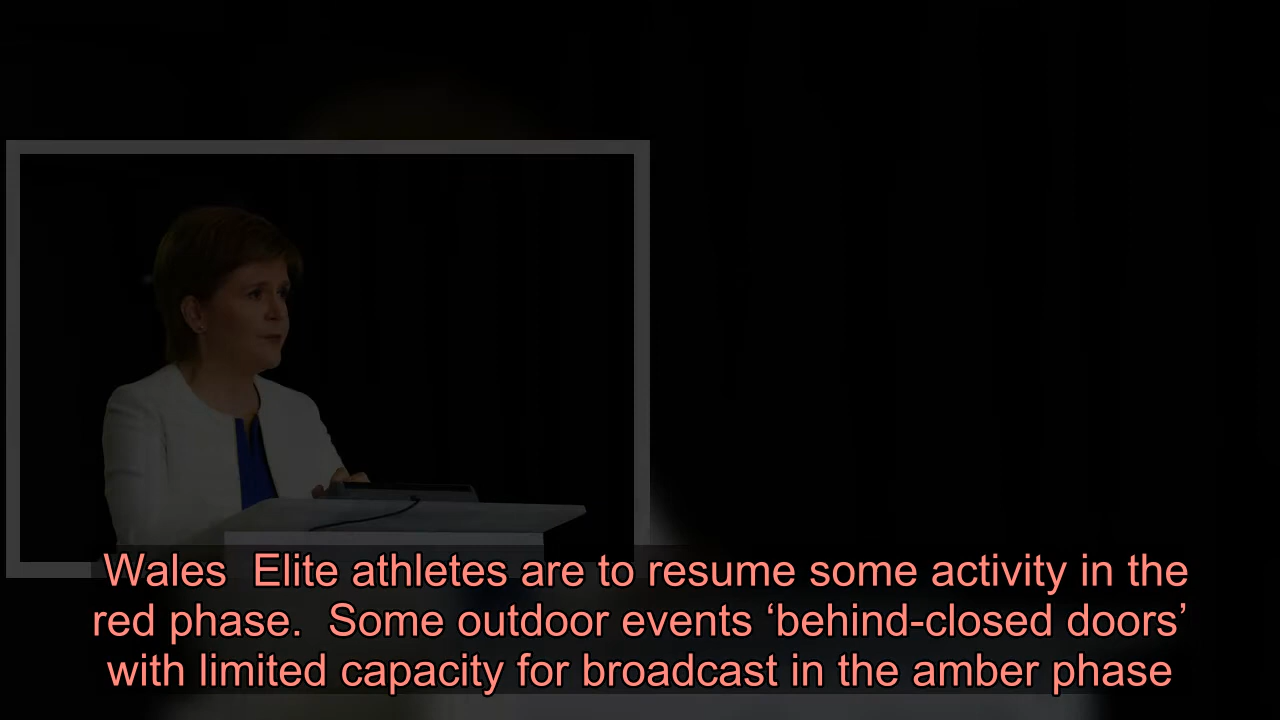 Wales  Elite athletes are to resume some activity in the
red phase.  Some outdoor events ‘behind-closed doors’
with limited capacity for broadcast in the amber phase